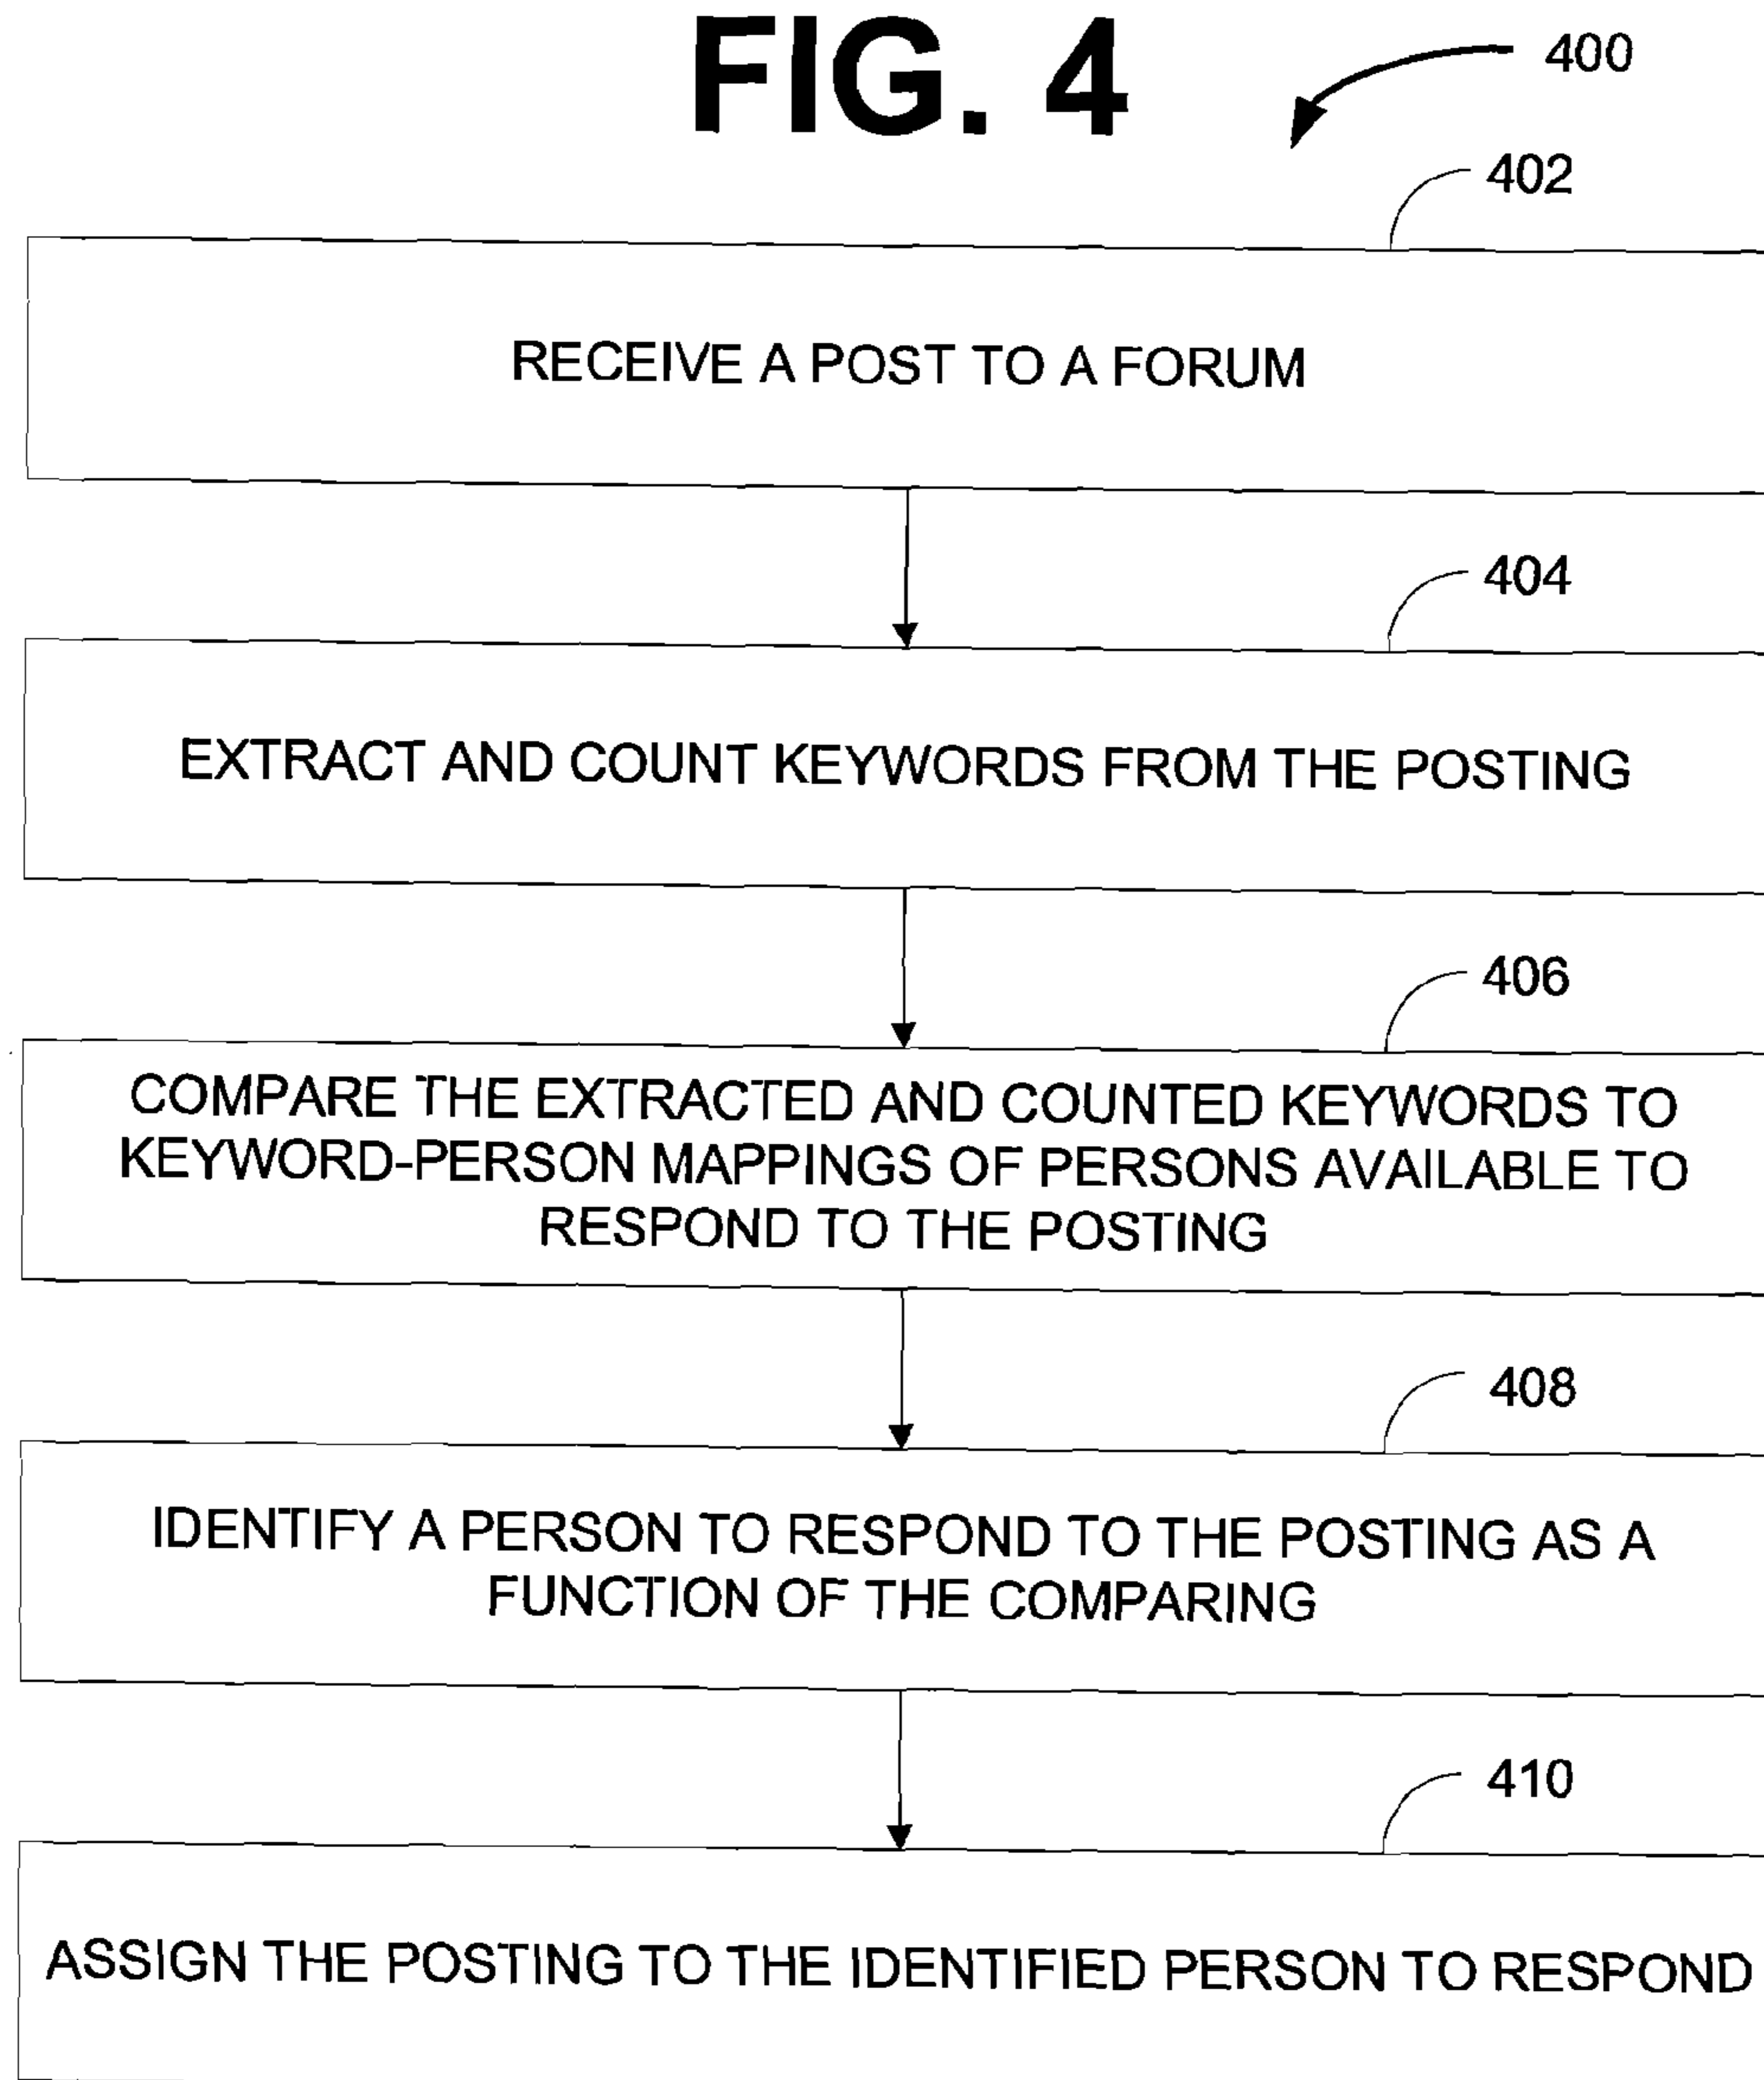 FIG. 4
400
402
RECEIVE A POST TO A FORUM
404
EXTRACT AND COUNT KEYWORDS FROM THE POSTING
406
COMPARE THE EXTRACTED AND COUNTED KEYWORDS TO
KEYWORD-PERSON MAPPINGS OF PERSONS AVAILABLE TO
RESPOND TO THE POSTING
408
IDENTIFY A PERSON TO RESPOND TO THE POSTING AS A
FUNCTION OF THE COMPARING
410
ASSIGN THE POSTING TO THE IDENTIFIED PERSON TO RESPOND